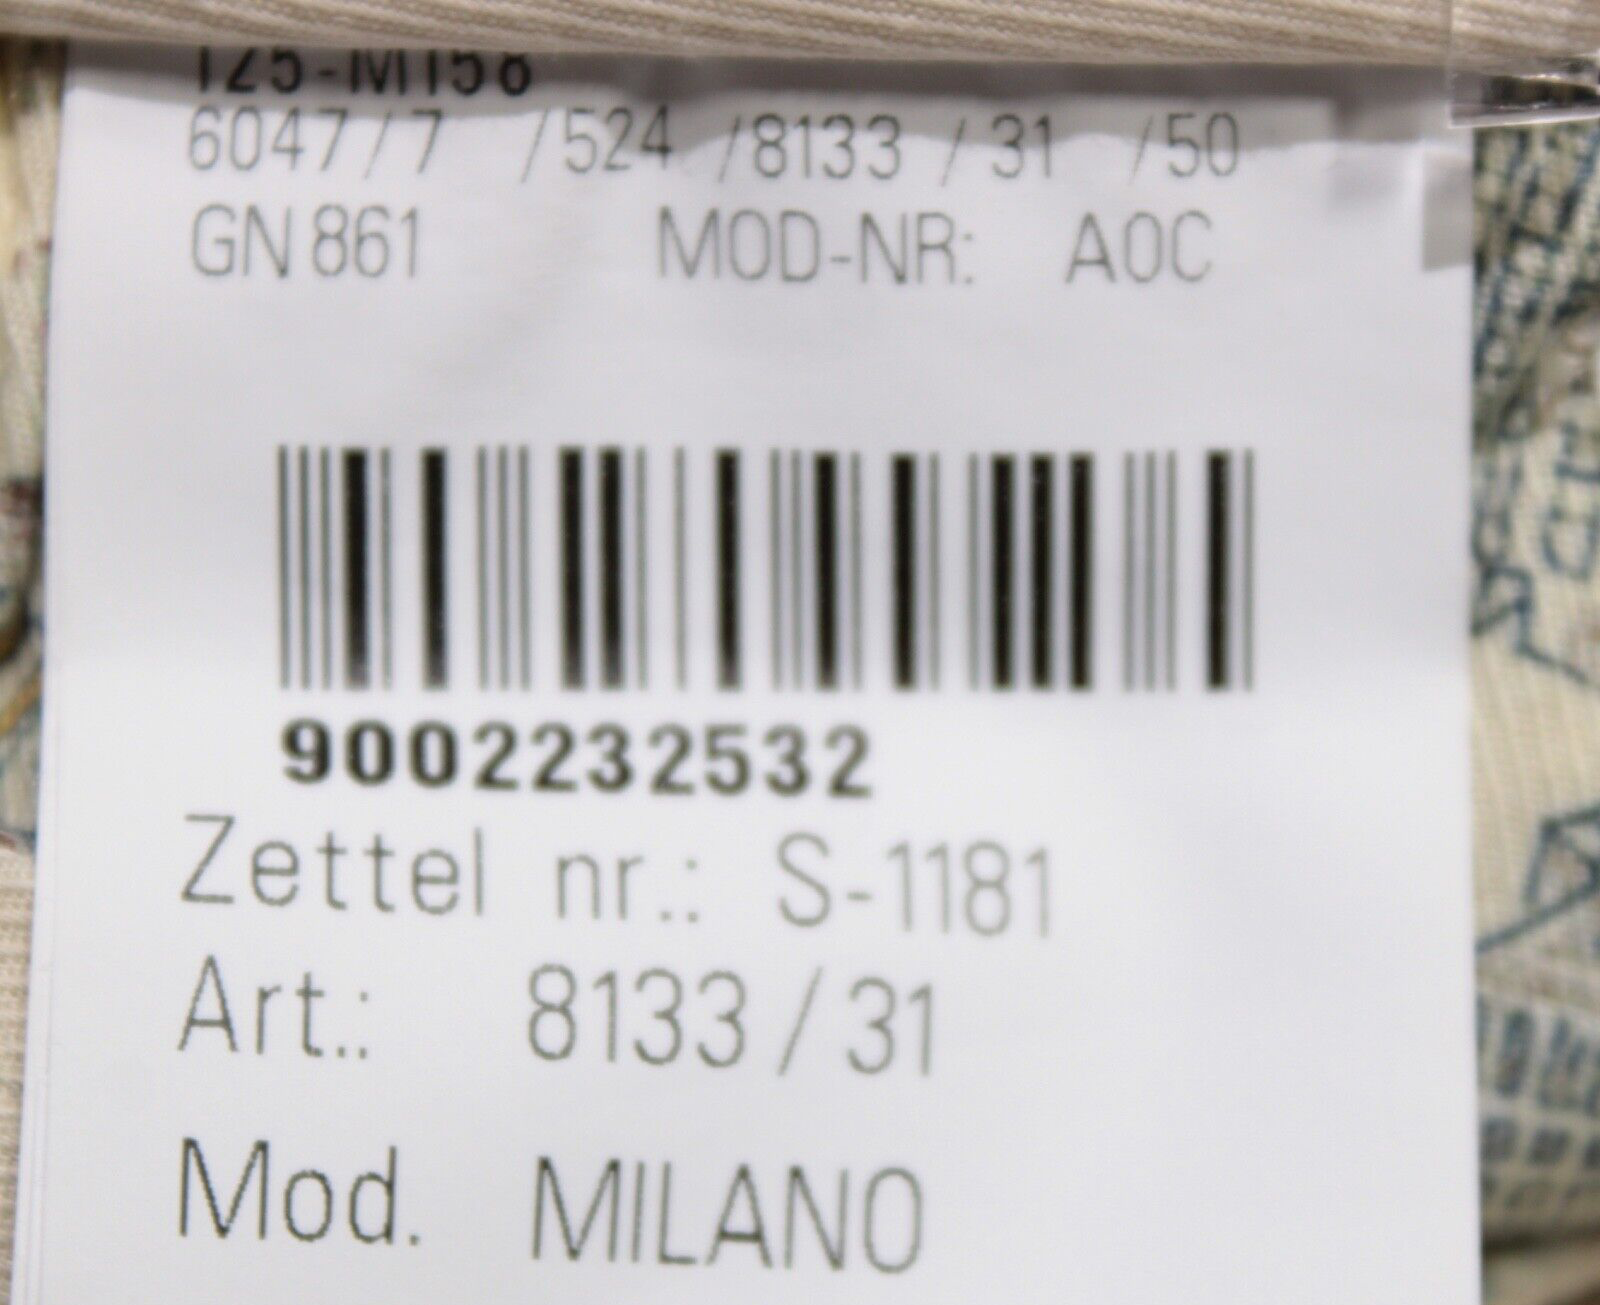 125-M158
6047/7 /524 /8133 /31 /50
GN 861 MOD-NR: A0C
9002232532
Zettel nr.: S-1181
Art.: 8133/31
Mod. MILANO